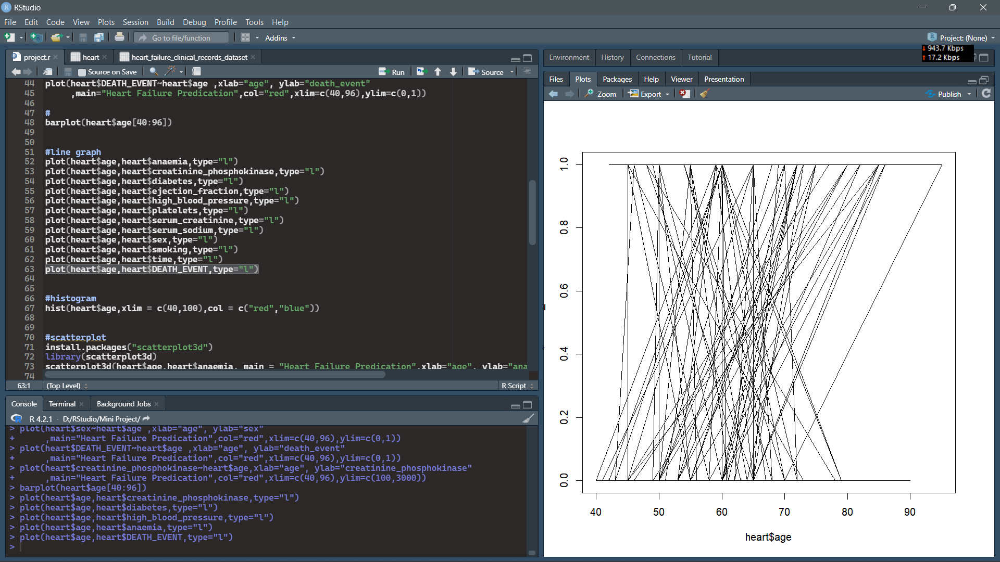 RStudio
File Edit Code View Plots Session Build Debug Profile Tools Help
Go to file/function Addins Project: (None)
943.7 Kbps
17.2 Kbps
project.r heart heart_failure_clinical_records_dataset
Source on Save Run Source
44 plot(heart$DEATH_EVENT~heart$age ,xlab="age", ylab="death_event"
45 ,main="Heart Failure Predication",col="red",xlim=c(40,96),ylim=c(0,1))
46
47 #
48 barplot(heart$age[40:96])
49
50
51 #line graph
52 plot(heart$age,heart$anaemia,type="l")
53 plot(heart$age,heart$creatinine_phosphokinase,type="l")
54 plot(heart$age,heart$diabetes,type="l")
55 plot(heart$age,heart$ejection_fraction,type="l")
56 plot(heart$age,heart$high_blood_pressure,type="l")
57 plot(heart$age,heart$platelets,type="l")
58 plot(heart$age,heart$serum_creatinine,type="l")
59 plot(heart$age,heart$serum_sodium,type="l")
60 plot(heart$age,heart$sex,type="l")
61 plot(heart$age,heart$smoking,type="l")
62 plot(heart$age,heart$time,type="l")
63 plot(heart$age,heart$DEATH_EVENT,type="l")
64
65
66 #histogram
67 hist(heart$age,xlim = c(40,100),col = c("red","blue"))
68
69
70 #scatterplot
71 install.packages("scatterplot3d")
72 library(scatterplot3d)
73 scatterplot3d(heart$age,heart$anaemia, main = "Heart Failure Predication",xlab="age", ylab="ana
74
63:1 (Top Level) R Script
Console Terminal Background Jobs
R 4.2.1 · D:/RStudio/Mini Project/
> plot(heart$sex~heart$age ,xlab="age", ylab="sex"
+ ,main="Heart Failure Predication",col="red",xlim=c(40,96),ylim=c(0,1))
> plot(heart$DEATH_EVENT~heart$age ,xlab="age", ylab="death_event"
+ ,main="Heart Failure Predication",col="red",xlim=c(40,96),ylim=c(0,1))
> plot(heart$creatinine_phosphokinase~heart$age,xlab="age", ylab="creatinine_phosphokinase"
+ ,main="Heart Failure Predication",col="red",xlim=c(40,96),ylim=c(100,3000))
> barplot(heart$age[40:96])
> plot(heart$age,heart$creatinine_phosphokinase,type="l")
> plot(heart$age,heart$diabetes,type="l")
> plot(heart$age,heart$high_blood_pressure,type="l")
> plot(heart$age,heart$anaemia,type="l")
> plot(heart$age,heart$DEATH_EVENT,type="l")
>
Environment History Connections Tutorial
Files Plots Packages Help Viewer Presentation
Zoom Export Publish
1.0
0.8
0.6
0.4
0.2
0.0
40 50 60 70 80 90
heart$age